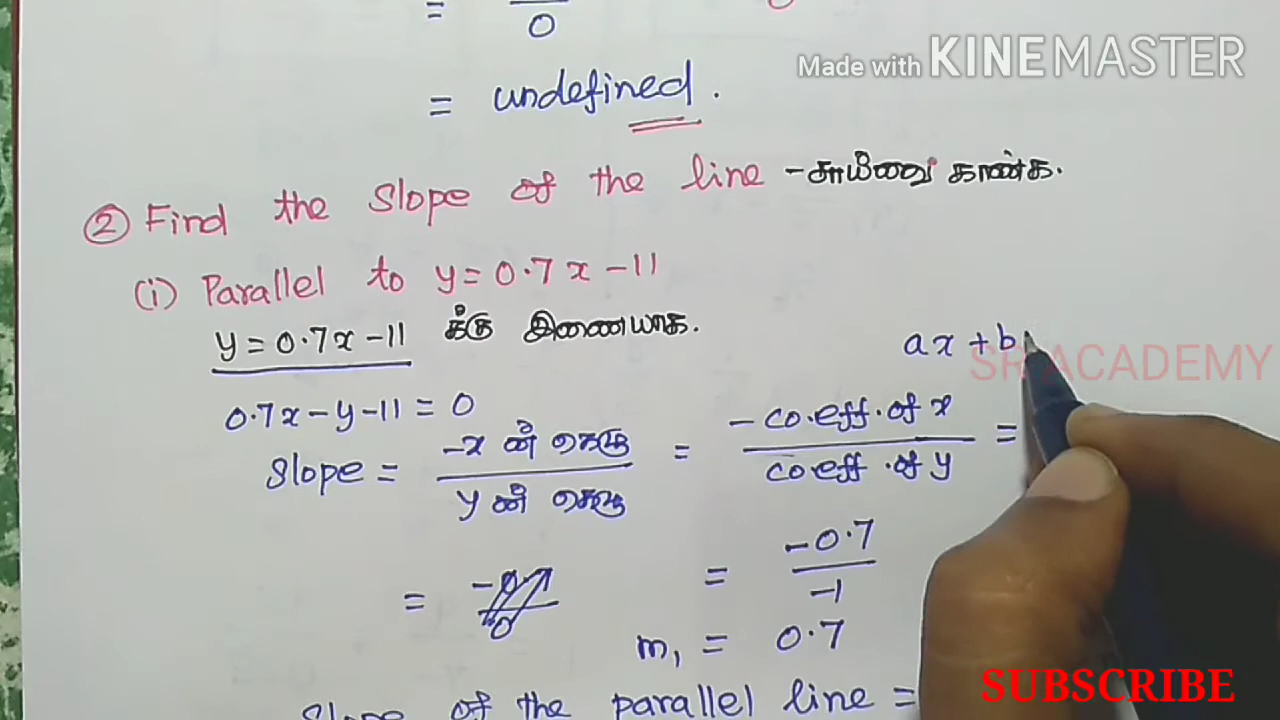 = 0
Made with KINEMASTER
= undefined.
② Find the Slope of the line - சாய்வை காண்க.
(i) Parallel to y = 0.7x - 11
y = 0.7x - 11 க்கு இணையாக.
ax + b
SR ACADEMY
0.7x - y - 11 = 0
Slope = -x ன் கெழு / y ன் கெழு = - co.eff. of x / co eff. of y =
= = -0.7 / -1
m₁ = 0.7
SUBSCRIBE
Slope of the parallel line =